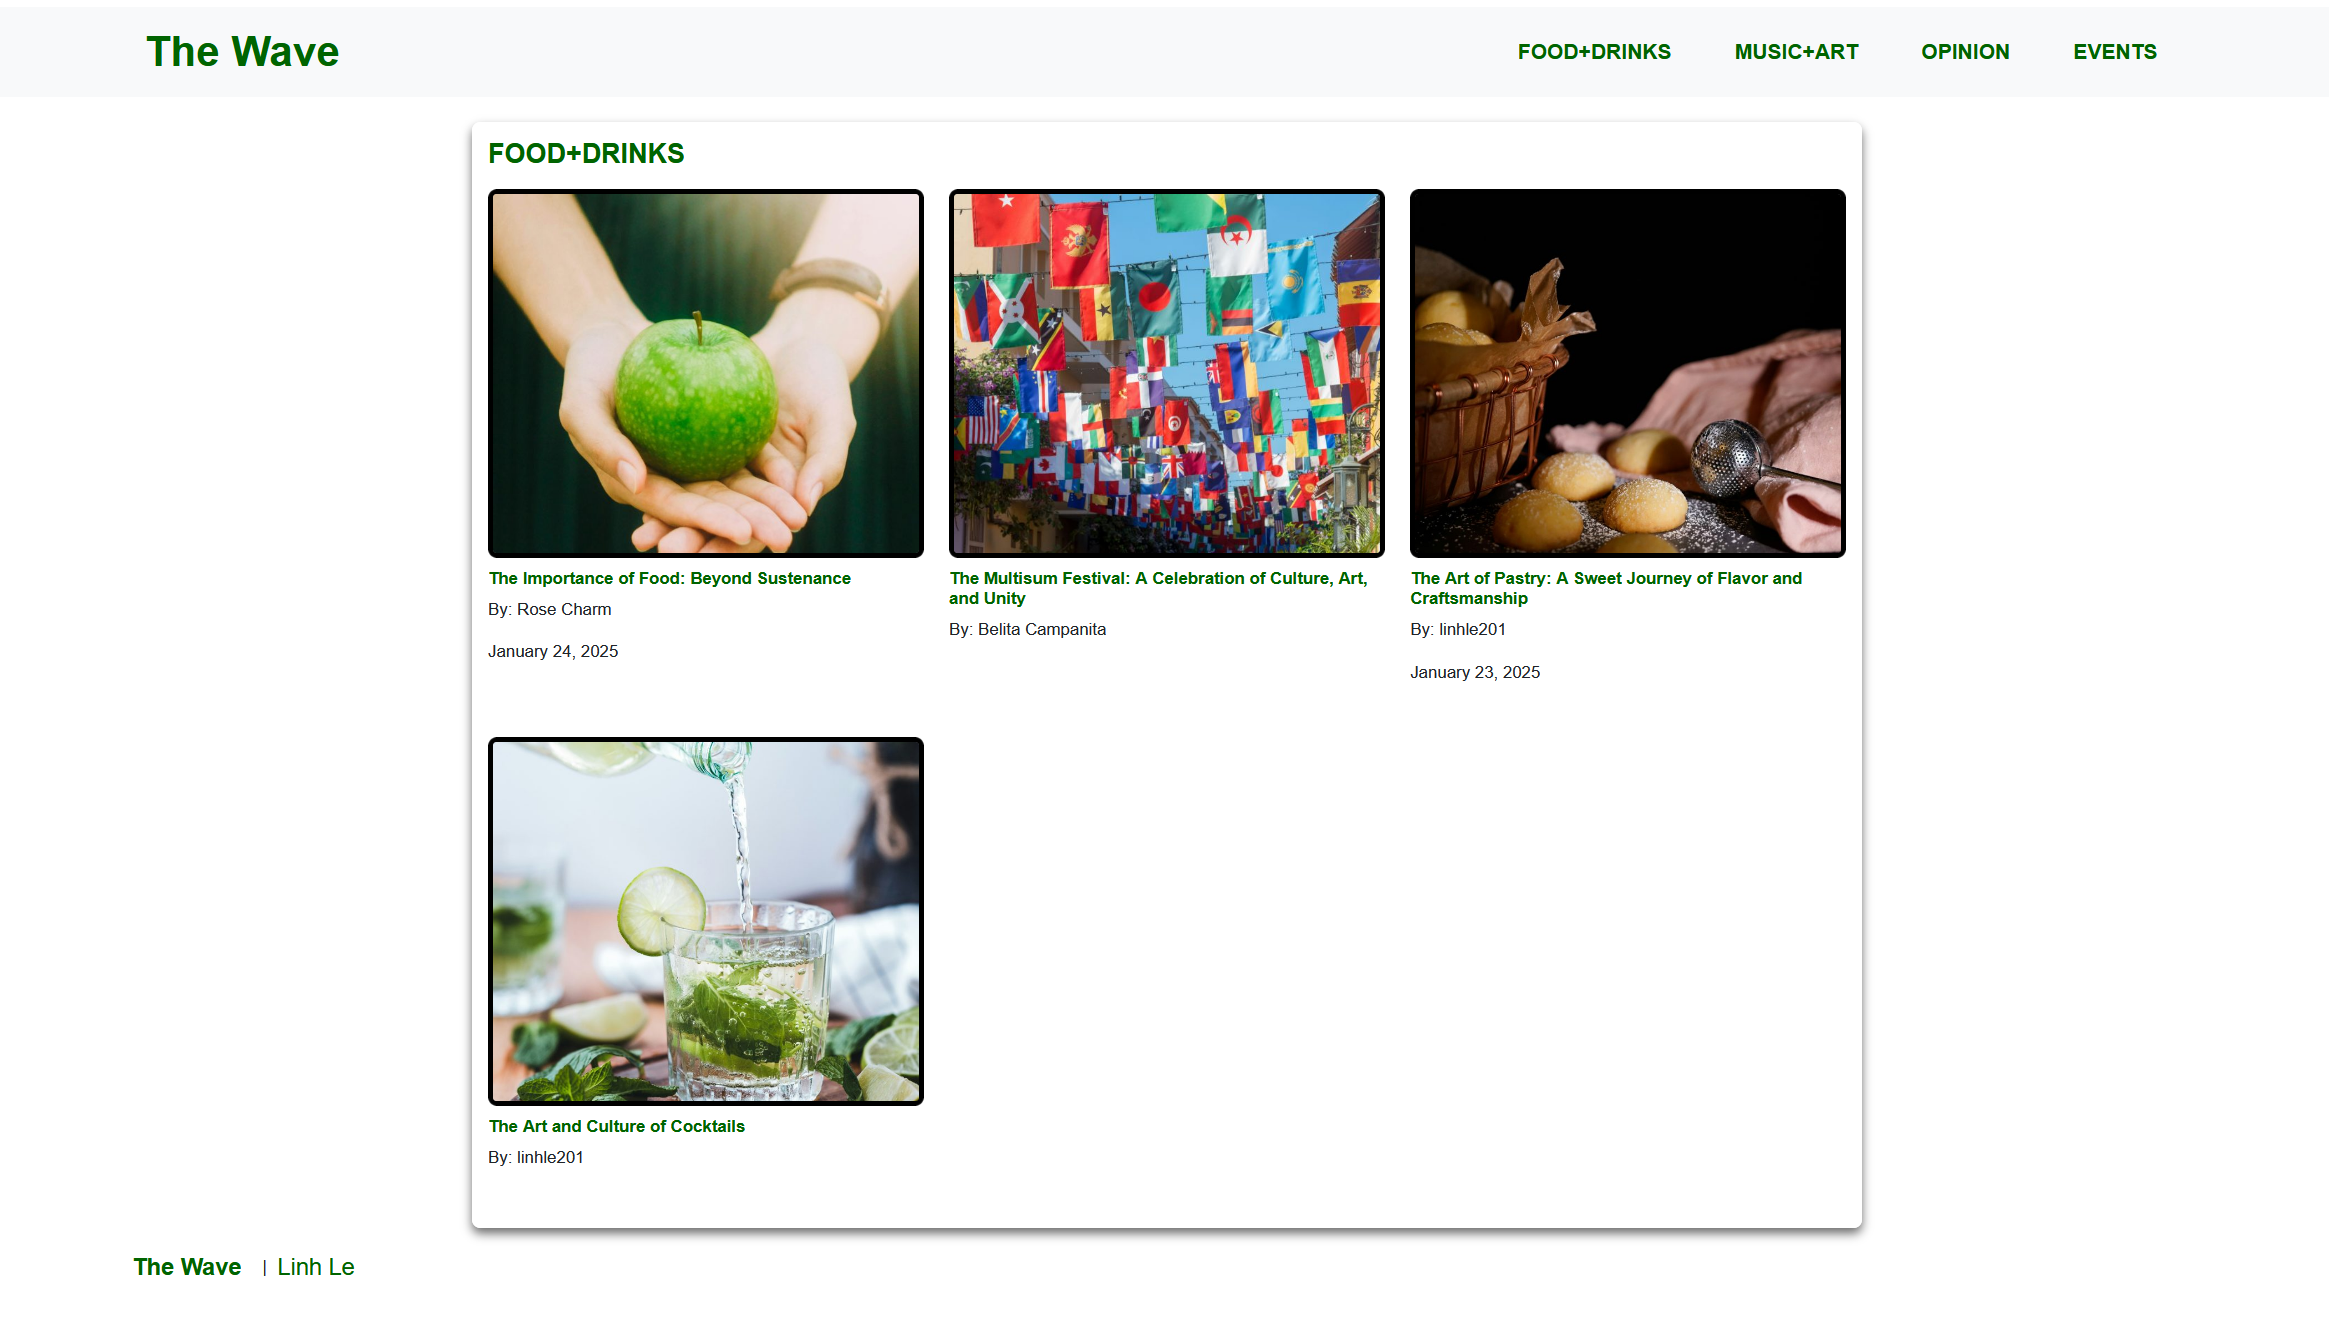 The Wave
FOOD+DRINKS
MUSIC+ART
OPINION
EVENTS
FOOD+DRINKS
The Importance of Food: Beyond Sustenance
By: Rose Charm
January 24, 2025
The Multisum Festival: A Celebration of Culture, Art,
and Unity
By: Belita Campanita
The Art of Pastry: A Sweet Journey of Flavor and
Craftsmanship
By: linhle201
January 23, 2025
The Art and Culture of Cocktails
By: linhle201
The Wave | Linh Le